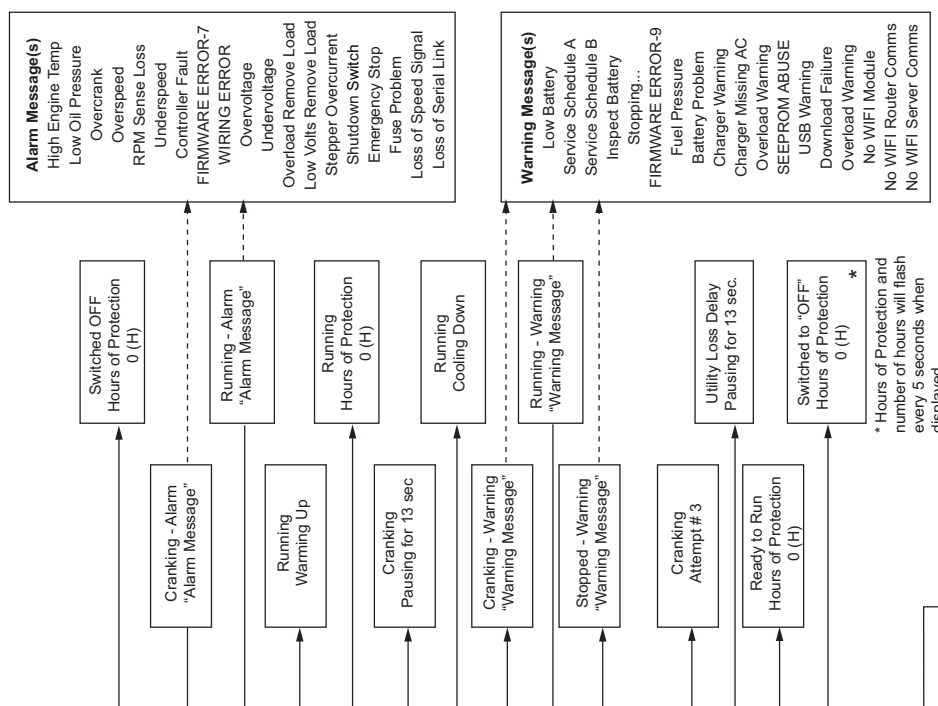 Alarm Message(s)
High Engine Temp
Low Oil Pressure
Overcrank
Overspeed
RPM Sense Loss
Underspeed
Controller Fault
FIRMWARE ERROR-7
WIRING ERROR
Overvoltage
Undervoltage
Overload Remove Load
Low Volts Remove Load
Stepper Overcurrent
Shutdown Switch
Emergency Stop
Fuse Problem
Loss of Speed Signal
Loss of Serial Link
Warning Message(s)
Low Battery
Service Schedule A
Service Schedule B
Inspect Battery
Stopping...
FIRMWARE ERROR-9
Fuel Pressure
Battery Problem
Charger Warning
Charger Missing AC
Overload Warning
SEEPROM ABUSE
USB Warning
Download Failure
Overload Warning
No WIFI Module
No WIFI Router Comms
No WIFI Server Comms
Switched OFF
Hours of Protection
0 (H)
Running - Alarm
“Alarm Message”
Running
Hours of Protection
0 (H)
Running
Cooling Down
Running - Warning
“Warning Message”
Utility Loss Delay
Pausing for 13 sec.
Switched to “OFF”
Hours of Protection
0 (H)
*
* Hours of Protection and
number of hours will flash
every 5 seconds when
displayed
Cranking - Alarm
“Alarm Message”
Running
Warming Up
Cranking
Pausing for 13 sec
Cranking - Warning
“Warning Message”
Stopped - Warning
“Warning Message”
Cranking
Attempt # 3
Ready to Run
Hours of Protection
0 (H)